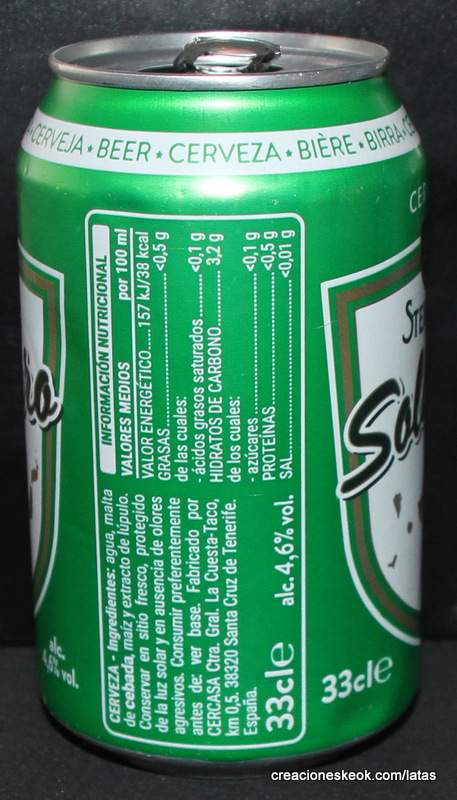 CERVEJA ★ BEER ★ CERVEZA ★ BIÈRE ★ BIRRA
INFORMACIÓN NUTRICIONAL
VALORES MEDIOS por 100 ml
VALOR ENERGÉTICO.....157 kJ/38 kcal
GRASAS..........<0,5 g
de las cuales:
- ácidos grasos saturados..........<0,1 g
HIDRATOS DE CARBONO..........3,2 g
de los cuales:
- azúcares..........<0,1 g
PROTEÍNAS..........<0,5 g
SAL..........<0,01 g
CERVEZA - Ingredientes: agua, malta
de cebada, maíz y extracto de lúpulo.
Conservar en sitio fresco, protegido
de la luz solar y en ausencia de olores
agresivos. Consumir preferentemente
antes de: ver base. Fabricado por
CERCASA Ctra. Gral. La Cuesta-Taco,
km 0,5. 38320 Santa Cruz de Tenerife.
España.
33cl℮ alc. 4,6% vol.
alc.
4,6% vol.
33cl℮
creacioneskeok.com/latas